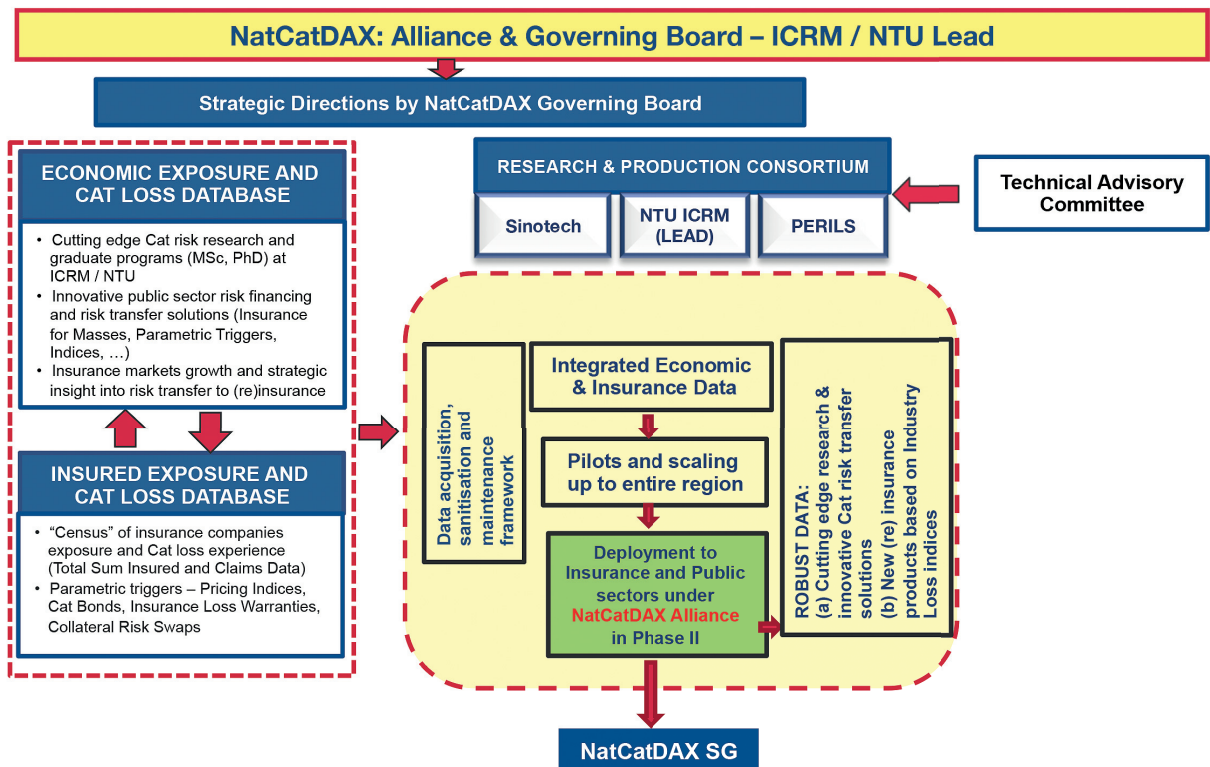 NatCatDAX: Alliance & Governing Board – ICRM / NTU Lead
Strategic Directions by NatCatDAX Governing Board
ECONOMIC EXPOSURE AND
CAT LOSS DATABASE
• Cutting edge Cat risk research and
graduate programs (MSc, PhD) at
ICRM / NTU
• Innovative public sector risk financing
and risk transfer solutions (Insurance
for Masses, Parametric Triggers,
Indices, ...)
• Insurance markets growth and strategic
insight into risk transfer to (re)insurance
INSURED EXPOSURE AND
CAT LOSS DATABASE
• “Census” of insurance companies
exposure and Cat loss experience
(Total Sum Insured and Claims Data)
• Parametric triggers – Pricing Indices,
Cat Bonds, Insurance Loss Warranties,
Collateral Risk Swaps
RESEARCH & PRODUCTION CONSORTIUM
Sinotech
NTU ICRM
(LEAD)
PERILS
Technical Advisory
Committee
Data acquisition,
sanitisation and
maintenance
framework
Integrated Economic
& Insurance Data
Pilots and scaling
up to entire region
Deployment to
Insurance and Public
sectors under
NatCatDAX Alliance
in Phase II
ROBUST DATA:
(a) Cutting edge research &
innovative Cat risk transfer
solutions
(b) New (re) insurance
products based on Industry
Loss indices
NatCatDAX SG